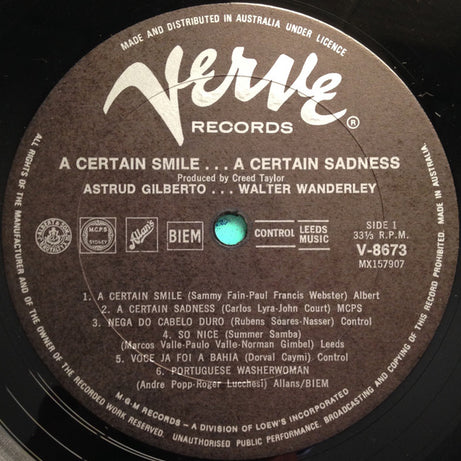 MADE AND DISTRIBUTED IN AUSTRALIA UNDER LICENCE
Verve
RECORDS ®
A CERTAIN SMILE . . . A CERTAIN SADNESS
Produced by Creed Taylor
ASTRUD GILBERTO . . . WALTER WANDERLEY
M.C.P.S SYDNEY
Allan's
BIEM
CONTROL
LEEDS MUSIC
SIDE 1
33⅓ R.P.M.
V-8673
MX157907
1. A CERTAIN SMILE (Sammy Fain-Paul Francis Webster) Albert
2. A CERTAIN SADNESS (Carlos Lyra-John Court) MCPS
3. NEGA DO CABELO DURO (Rubens Soares-Nasser) Control
4. SO NICE (Summer Samba)
(Marcos Valle-Paulo Valle-Norman Gimbel) Leeds
5. VOCE JA FOI A BAHIA (Dorval Caymi) Control
6. PORTUGUESE WASHERWOMAN
(Andre Popp-Roger Lucchesi) Allans/BIEM
M-G-M RECORDS – A DIVISION OF LOEW'S INCORPORATED
ALL RIGHTS OF THE MANUFACTURER AND OF THE OWNER OF THE RECORDED WORK RESERVED. UNAUTHORISED PUBLIC PERFORMANCE, BROADCASTING AND COPYING OF THIS RECORD PROHIBITED. MADE IN AUSTRALIA.